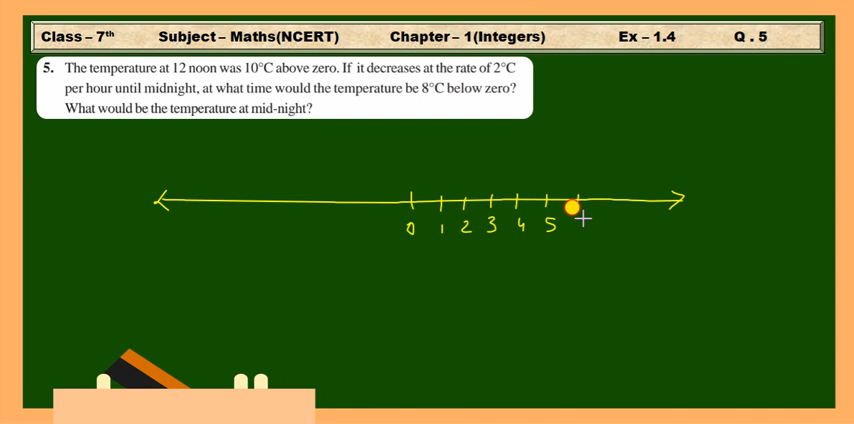 Class – 7th Subject – Maths(NCERT) Chapter – 1(Integers) Ex – 1.4 Q . 5
5. The temperature at 12 noon was 10°C above zero. If it decreases at the rate of 2°C
per hour until midnight, at what time would the temperature be 8°C below zero?
What would be the temperature at mid-night?
0 1 2 3 4 5